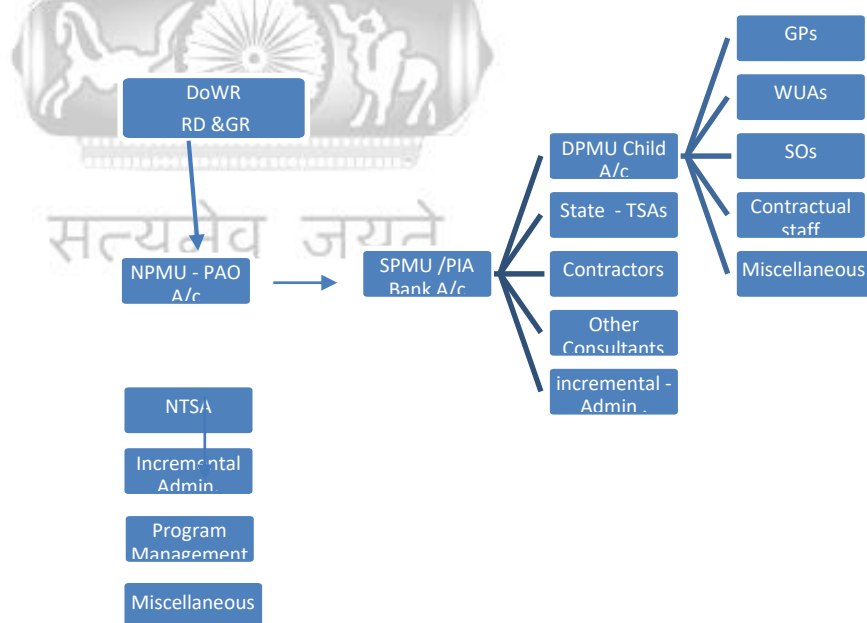 DoWR
RD &GR
सत्यमेव जयते
NPMU - PAO
A/c
SPMU /PIA
Bank A/c
DPMU Child
A/c
State - TSAs
Contractors
Other
Consultants
incremental -
Admin .
GPs
WUAs
SOs
Contractual
staff
Miscellaneous
NTSA
Incremental
Admin.
Program
Management
Miscellaneous